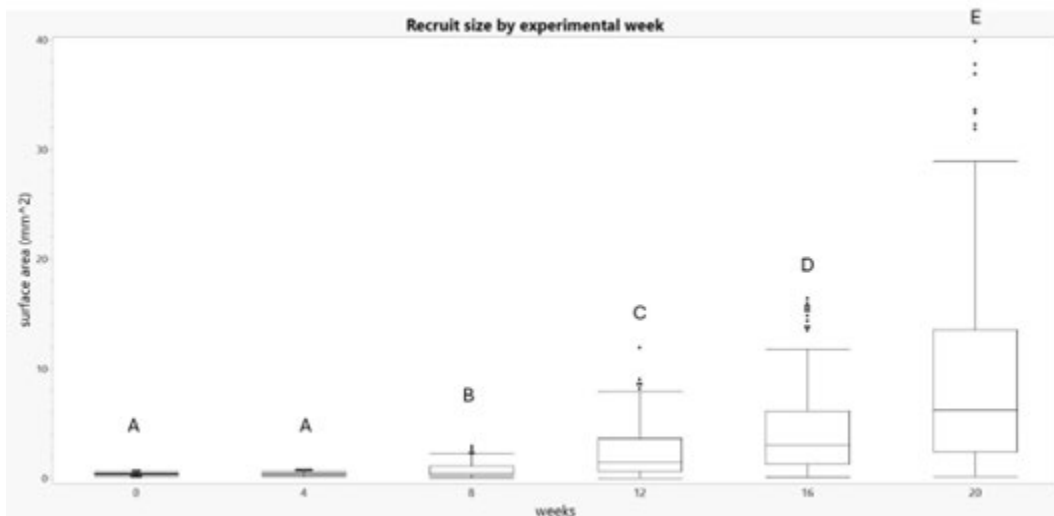 E
Recruit size by experimental week
40
30
D
20
C
10
B
A A
0
0 4 8 12 16 20
surface area (mm^2)
weeks